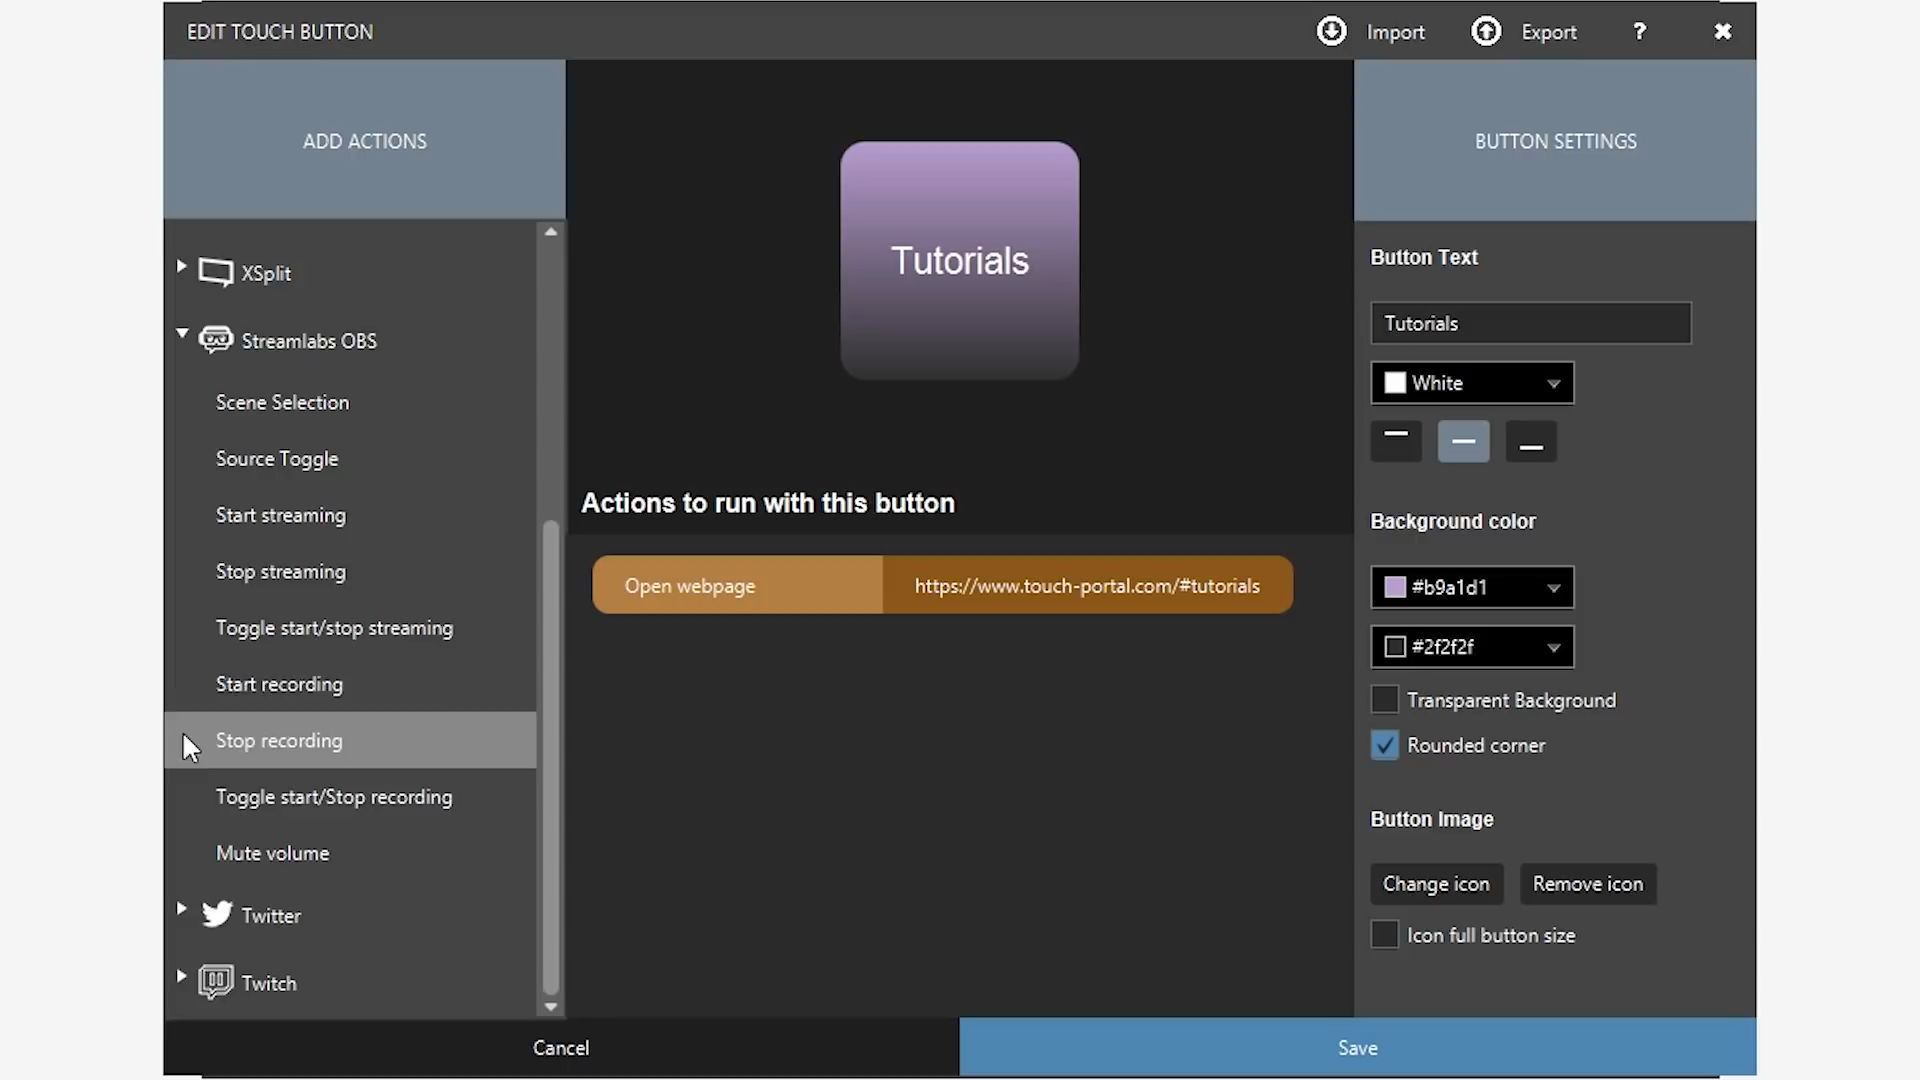 EDIT TOUCH BUTTON
Import
Export
?
ADD ACTIONS
BUTTON SETTINGS
XSplit
Streamlabs OBS
Scene Selection
Source Toggle
Start streaming
Stop streaming
Toggle start/stop streaming
Start recording
Stop recording
Toggle start/Stop recording
Mute volume
Twitter
Twitch
Tutorials
Actions to run with this button
Open webpage
https://www.touch-portal.com/#tutorials
Button Text
Tutorials
White
Background color
#b9a1d1
#2f2f2f
Transparent Background
Rounded corner
Button Image
Change icon
Remove icon
Icon full button size
Cancel
Save